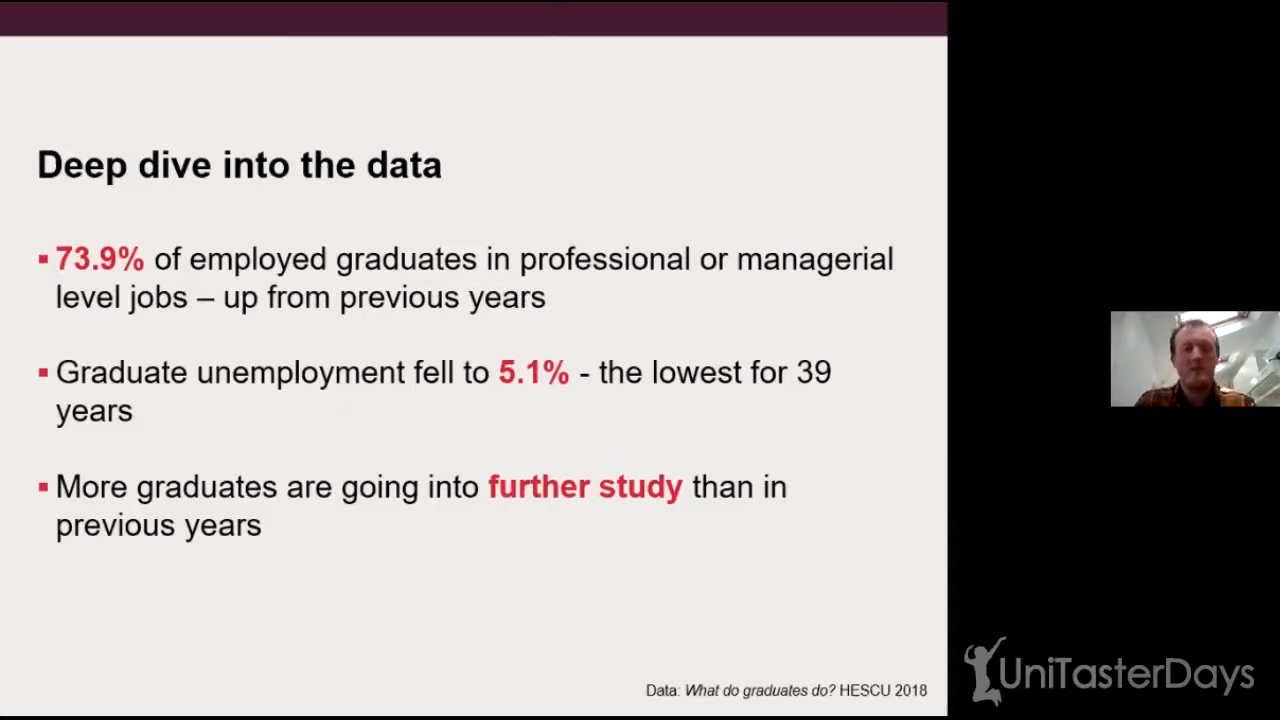 Deep dive into the data
▪ 73.9% of employed graduates in professional or managerial
level jobs – up from previous years
▪ Graduate unemployment fell to 5.1% - the lowest for 39
years
▪ More graduates are going into further study than in
previous years
Data: What do graduates do? HESCU 2018
UniTasterDays